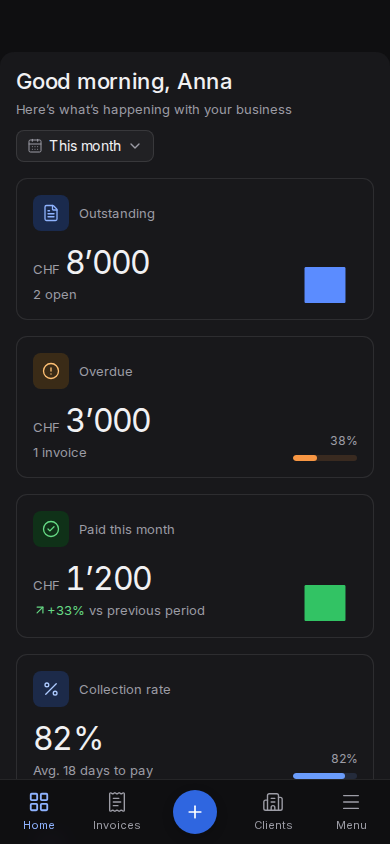 Good morning, Anna
Here's what's happening with your business
This month
Outstanding
CHF 8’000
2 open
Overdue
CHF 3’000
1 invoice
38%
Paid this month
CHF 1’200
+33% vs previous period
Collection rate
82%
Avg. 18 days to pay
82%
Home
Invoices
Clients
Menu